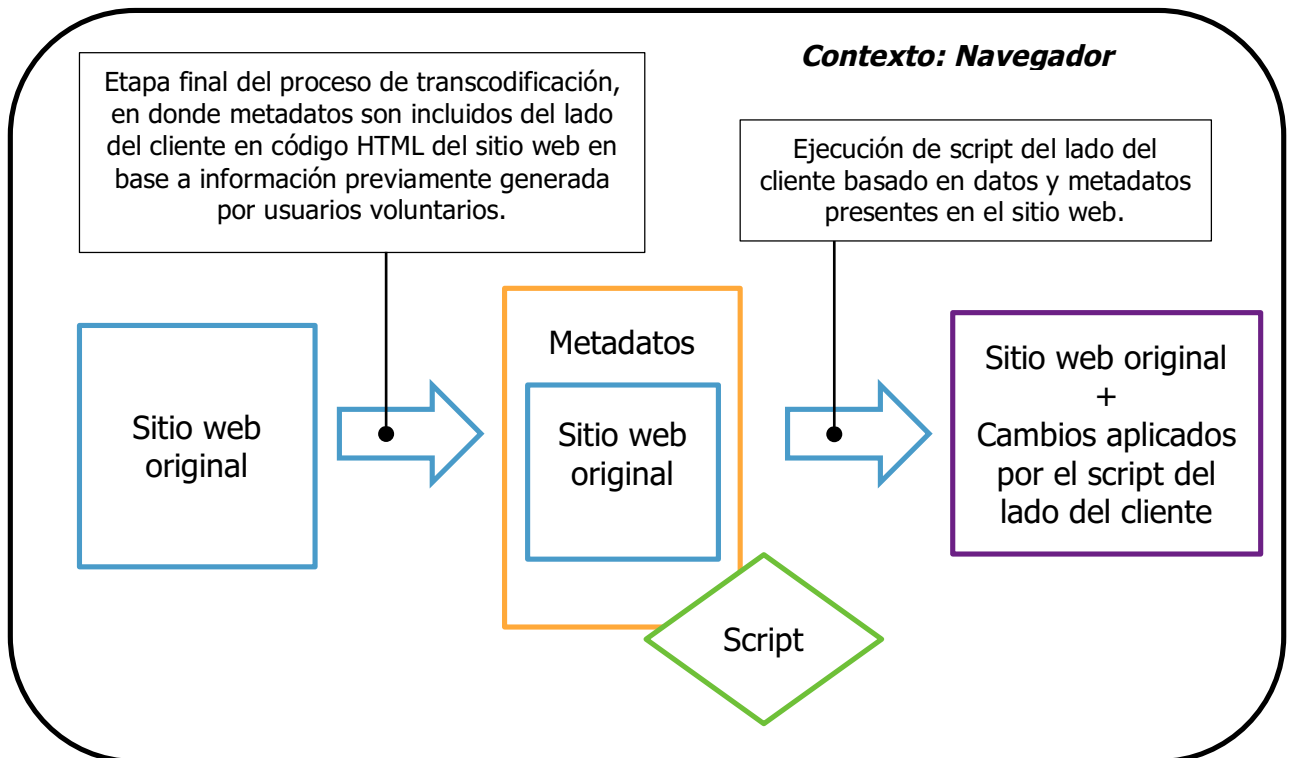 Contexto: Navegador
Etapa final del proceso de transcodificación,
en donde metadatos son incluidos del lado
del cliente en código HTML del sitio web en
base a información previamente generada
por usuarios voluntarios.
Ejecución de script del lado del
cliente basado en datos y metadatos
presentes en el sitio web.
Sitio web
original
Metadatos
Sitio web
original
Script
Sitio web original
+
Cambios aplicados
por el script del
lado del cliente